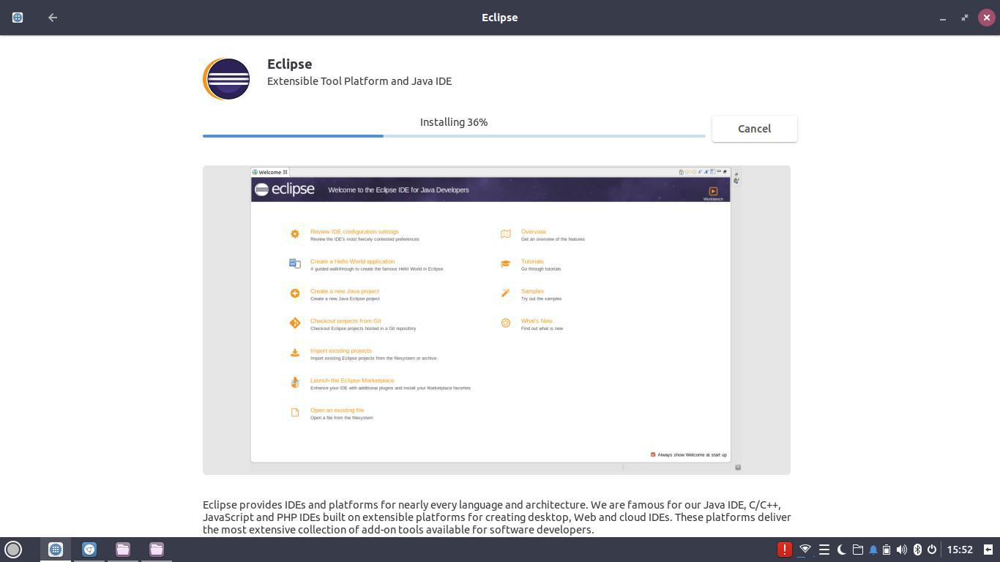 Eclipse
Eclipse
Extensible Tool Platform and Java IDE
Installing 36%
Cancel
Welcome
eclipse
Welcome to the Eclipse IDE for Java Developers
Workbench
Review IDE configuration settings
Review the IDE's most fiercely contested preferences
Overview
Get an overview of the features
Create a Hello World application
A guided walkthrough to create the famous Hello World in Eclipse
Tutorials
Go through tutorials
Create a new Java project
Create a new Java Eclipse project
Samples
Try out the samples
Checkout projects from Git
Checkout Eclipse projects hosted in a Git repository
What's New
Find out what is new
Import existing projects
Import existing Eclipse projects from the filesystem or archive
Launch the Eclipse Marketplace
Enhance your IDE with additional plugins and install your Marketplace favorites
Open an existing file
Open a file from the filesystem
Always show Welcome at start up
Eclipse provides IDEs and platforms for nearly every language and architecture. We are famous for our Java IDE, C/C++,
JavaScript and PHP IDEs built on extensible platforms for creating desktop, Web and cloud IDEs. These platforms deliver
the most extensive collection of add-on tools available for software developers.
15:52